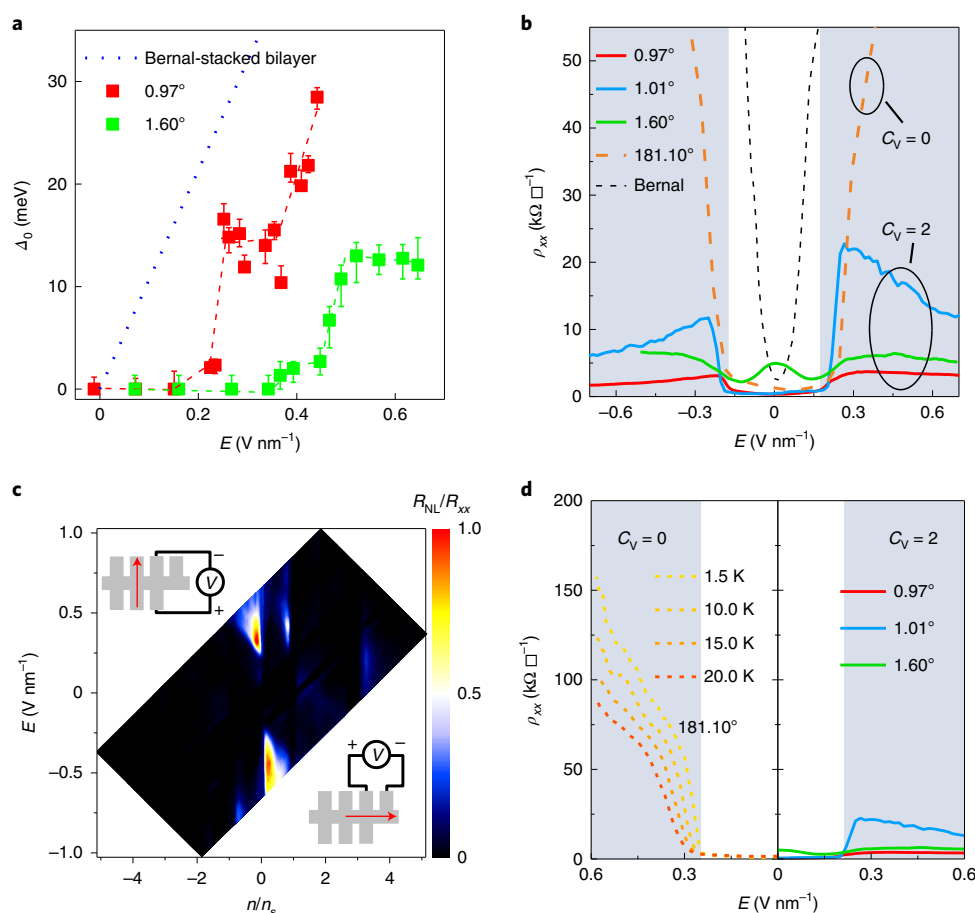 a
Δ0 (meV)
30
20
10
0
Bernal-stacked bilayer
0.97°
1.60°
0
0.2
0.4
0.6
E (V nm−1)
b
ρxx (kΩ □−1)
50
40
30
20
10
0
0.97°
1.01°
1.60°
181.10°
Bernal
CV = 0
CV = 2
−0.6
−0.3
0
0.3
0.6
E (V nm−1)
c
RNL/Rxx
1.0
0.5
0
E (V nm−1)
1.0
0.5
0
−0.5
−1.0
V
−
+
+
−
V
−4
−2
0
2
4
n/ns
d
ρxx (kΩ □−1)
200
150
100
50
0
CV = 0
CV = 2
1.5 K
10.0 K
15.0 K
20.0 K
181.10°
0.97°
1.01°
1.60°
0.6
0.3
0
0.3
0.6
E (V nm−1)